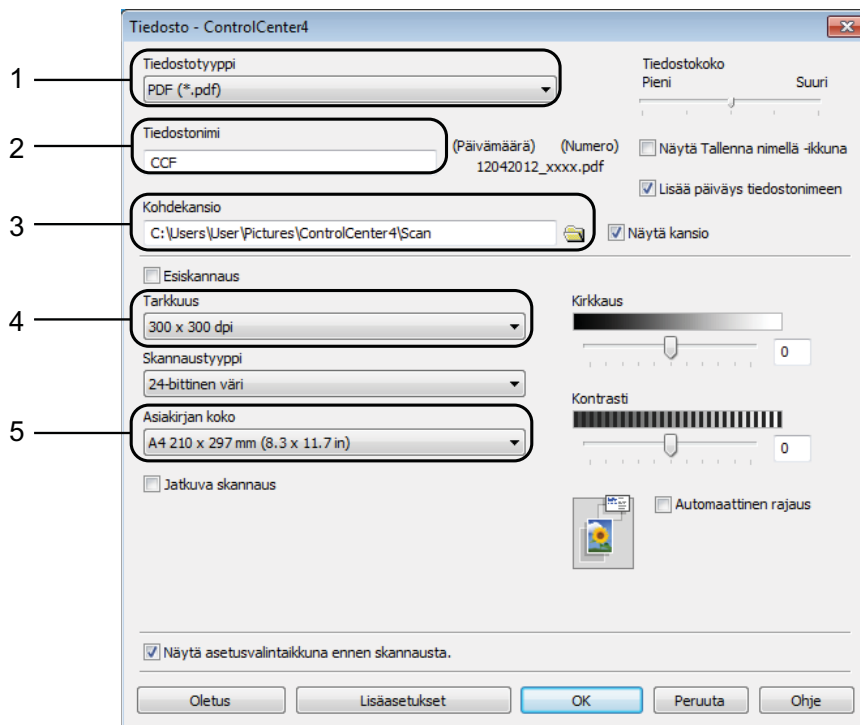 Tiedosto - ControlCenter4
1
Tiedostotyyppi
PDF (*.pdf)
Tiedostokoko
Pieni Suuri
2
Tiedostonimi
CCF
(Päivämäärä) (Numero)
12042012_xxxx.pdf
Näytä Tallenna nimellä -ikkuna
Lisää päiväys tiedostonimeen
3
Kohdekansio
C:\Users\User\Pictures\ControlCenter4\Scan
Näytä kansio
Esiskannaus
4
Tarkkuus
300 x 300 dpi
Kirkkaus
0
Skannaustyyppi
24-bittinen väri
Kontrasti
0
5
Asiakirjan koko
A4 210 x 297 mm (8.3 x 11.7 in)
Jatkuva skannaus
Automaattinen rajaus
Näytä asetusvalintaikkuna ennen skannausta.
Oletus Lisäasetukset OK Peruuta Ohje